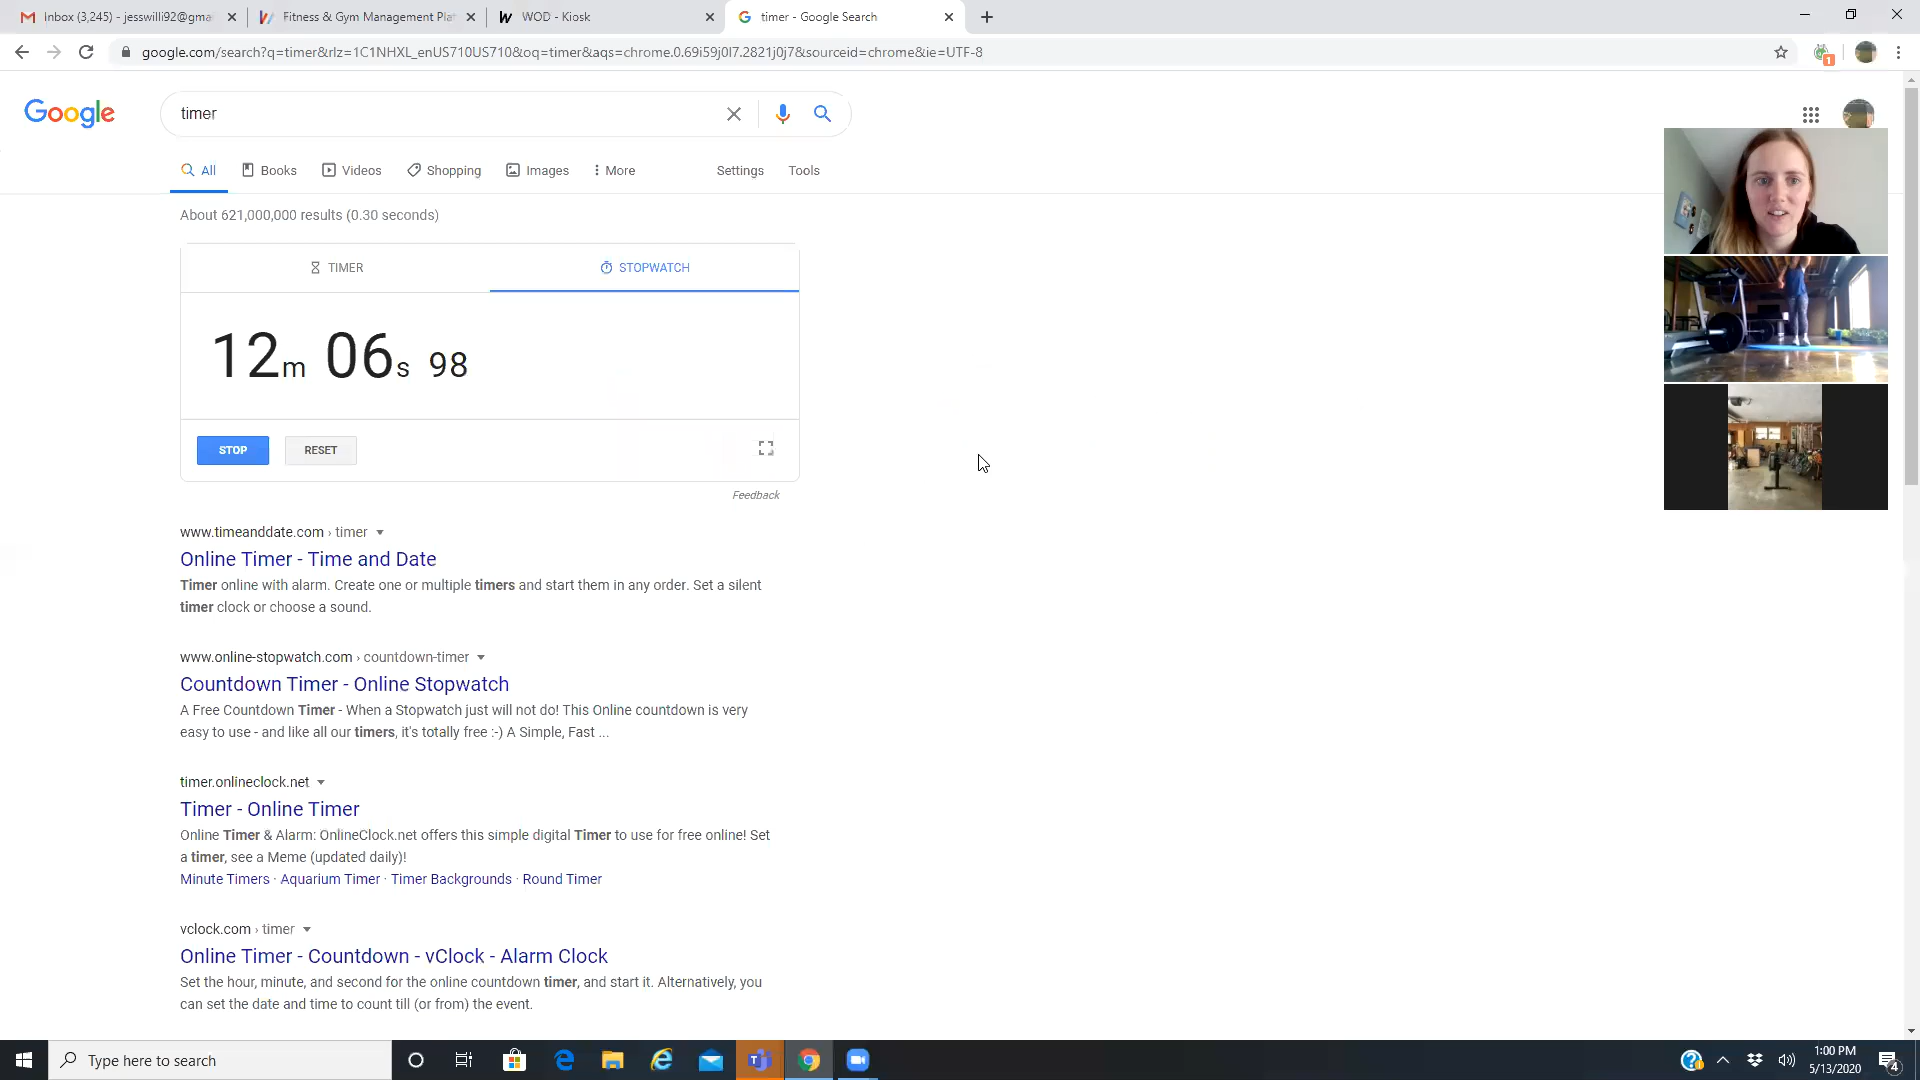 Inbox (3,245) - jesswilli92@gma
Fitness & Gym Management Pla
WOD - Kiosk
timer - Google Search
google.com/search?q=timer&rlz=1C1NHXL_enUS710US710&oq=timer&aqs=chrome.0.69i59j0l7.2821j0j7&sourceid=chrome&ie=UTF-8
1
Google
timer
All
Books
Videos
Shopping
Images
More
Settings
Tools
About 621,000,000 results (0.30 seconds)
TIMER
STOPWATCH
12m 06s 98
STOP
RESET
Feedback
www.timeanddate.com › timer
Online Timer - Time and Date
Timer online with alarm. Create one or multiple timers and start them in any order. Set a silent
timer clock or choose a sound.
www.online-stopwatch.com › countdown-timer
Countdown Timer - Online Stopwatch
A Free Countdown Timer - When a Stopwatch just will not do! This Online countdown is very
easy to use - and like all our timers, it's totally free :-) A Simple, Fast ...
timer.onlineclock.net
Timer - Online Timer
Online Timer & Alarm: OnlineClock.net offers this simple digital Timer to use for free online! Set
a timer, see a Meme (updated daily)!
Minute Timers · Aquarium Timer · Timer Backgrounds · Round Timer
vclock.com › timer
Online Timer - Countdown - vClock - Alarm Clock
Set the hour, minute, and second for the online countdown timer, and start it. Alternatively, you
can set the date and time to count till (or from) the event.
Type here to search
1:00 PM
5/13/2020
4